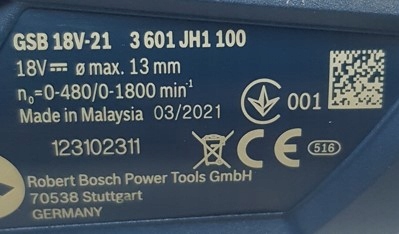 GSB 18V-21 3 601 JH1 100
18V⎓ ø max. 13 mm
n₀=0-480/0-1800 min⁻¹
Made in Malaysia 03/2021
001
123102311
CE 516
Robert Bosch Power Tools GmbH
70538 Stuttgart
GERMANY